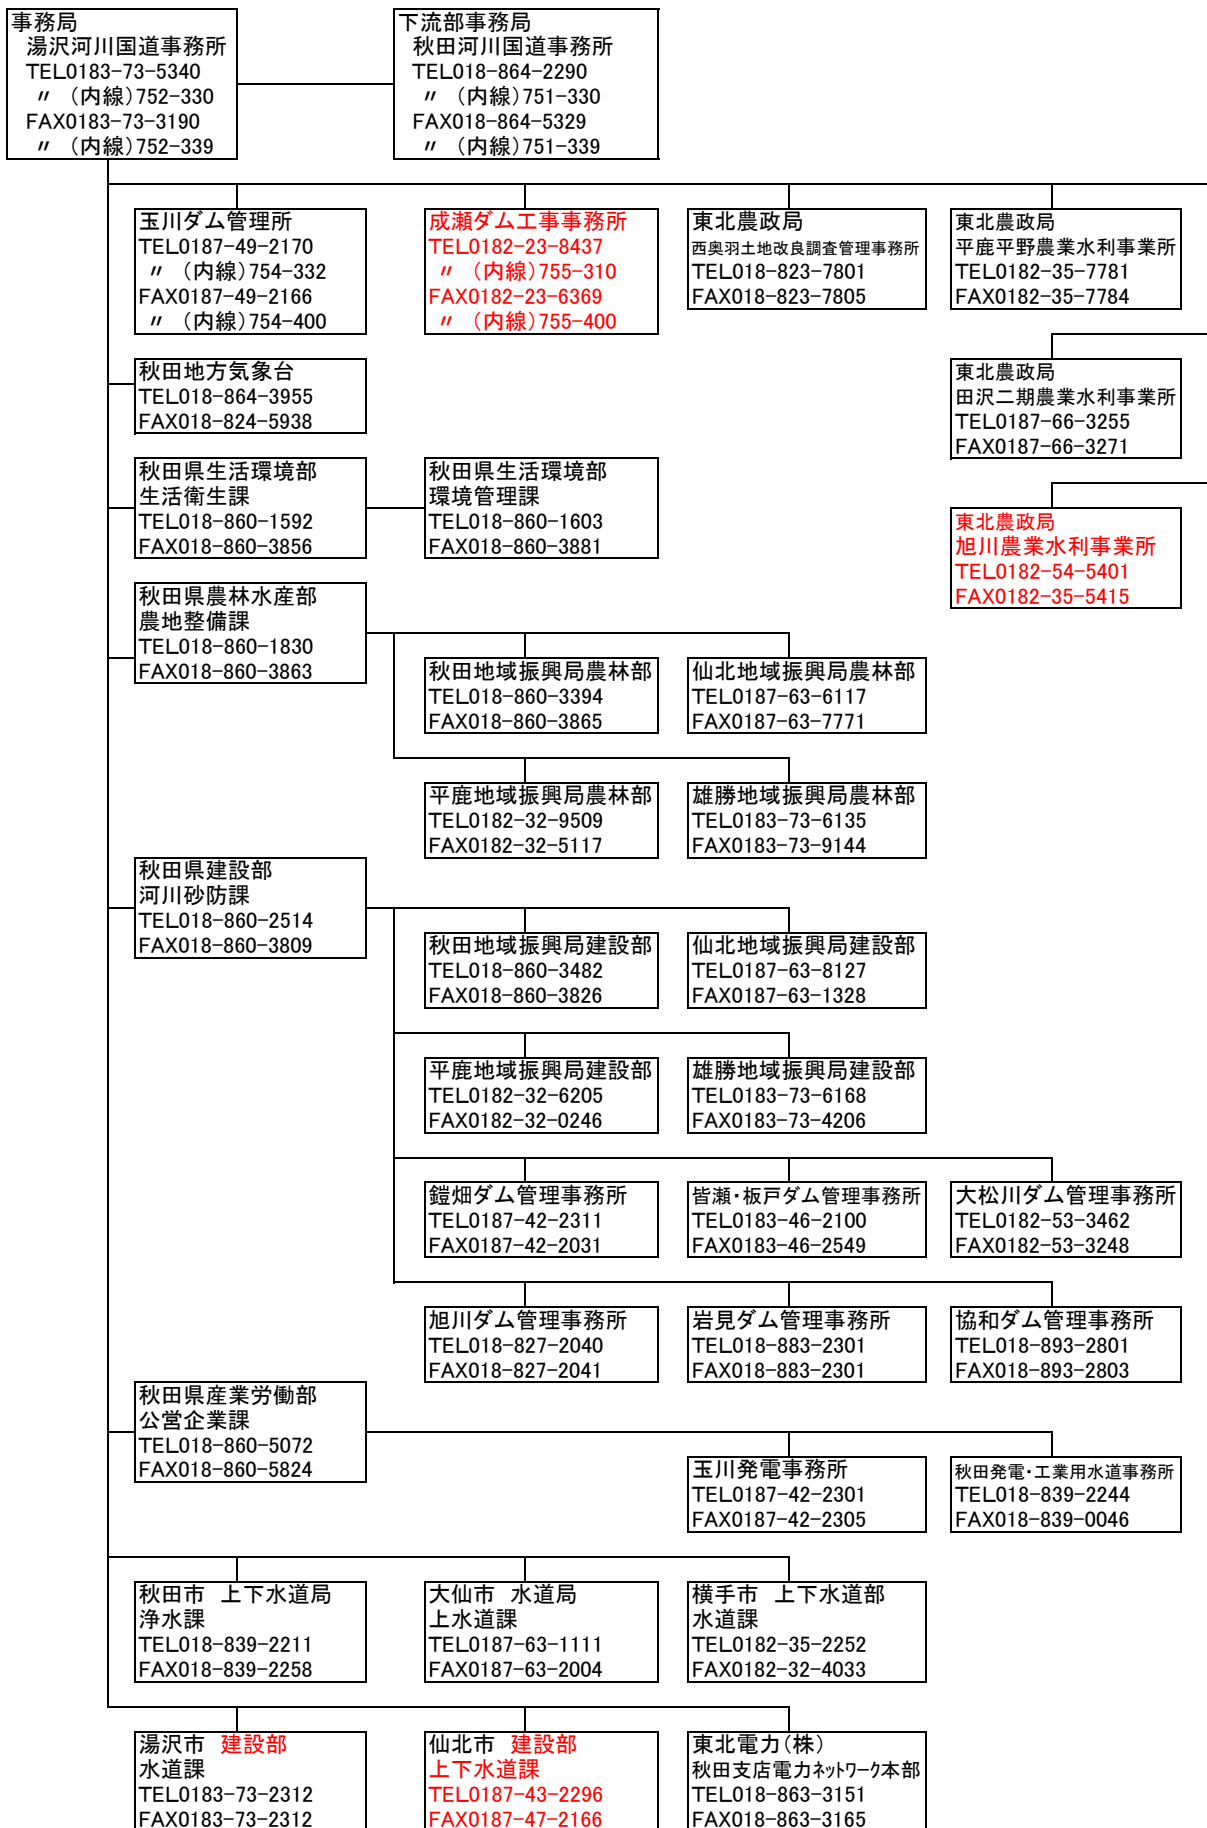 事務局
湯沢河川国道事務所
TEL0183-73-5340
〃 (内線)752-330
FAX0183-73-3190
〃 (内線)752-339
下流部事務局
秋田河川国道事務所
TEL018-864-2290
〃 (内線)751-330
FAX018-864-5329
〃 (内線)751-339
玉川ダム管理所
TEL0187-49-2170
〃 (内線)754-332
FAX0187-49-2166
〃 (内線)754-400
成瀬ダム工事事務所
TEL0182-23-8437
〃 (内線)755-310
FAX0182-23-6369
〃 (内線)755-400
東北農政局
西奥羽土地改良調査管理事務所
TEL018-823-7801
FAX018-823-7805
東北農政局
平鹿平野農業水利事業所
TEL0182-35-7781
FAX0182-35-7784
秋田地方気象台
TEL018-864-3955
FAX018-824-5938
東北農政局
田沢二期農業水利事業所
TEL0187-66-3255
FAX0187-66-3271
秋田県生活環境部
生活衛生課
TEL018-860-1592
FAX018-860-3856
秋田県生活環境部
環境管理課
TEL018-860-1603
FAX018-860-3881
東北農政局
旭川農業水利事業所
TEL0182-54-5401
FAX0182-35-5415
秋田県農林水産部
農地整備課
TEL018-860-1830
FAX018-860-3863
秋田地域振興局農林部
TEL018-860-3394
FAX018-860-3865
仙北地域振興局農林部
TEL0187-63-6117
FAX0187-63-7771
平鹿地域振興局農林部
TEL0182-32-9509
FAX0182-32-5117
雄勝地域振興局農林部
TEL0183-73-6135
FAX0183-73-9144
秋田県建設部
河川砂防課
TEL018-860-2514
FAX018-860-3809
秋田地域振興局建設部
TEL018-860-3482
FAX018-860-3826
仙北地域振興局建設部
TEL0187-63-8127
FAX0187-63-1328
平鹿地域振興局建設部
TEL0182-32-6205
FAX0182-32-0246
雄勝地域振興局建設部
TEL0183-73-6168
FAX0183-73-4206
鎧畑ダム管理事務所
TEL0187-42-2311
FAX0187-42-2031
皆瀬・板戸ダム管理事務所
TEL0183-46-2100
FAX0183-46-2549
大松川ダム管理事務所
TEL0182-53-3462
FAX0182-53-3248
旭川ダム管理事務所
TEL018-827-2040
FAX018-827-2041
岩見ダム管理事務所
TEL018-883-2301
FAX018-883-2301
協和ダム管理事務所
TEL018-893-2801
FAX018-893-2803
秋田県産業労働部
公営企業課
TEL018-860-5072
FAX018-860-5824
玉川発電事務所
TEL0187-42-2301
FAX0187-42-2305
秋田発電・工業用水道事務所
TEL018-839-2244
FAX018-839-0046
秋田市 上下水道局
浄水課
TEL018-839-2211
FAX018-839-2258
大仙市 水道局
上水道課
TEL0187-63-1111
FAX0187-63-2004
横手市 上下水道部
水道課
TEL0182-35-2252
FAX0182-32-4033
湯沢市 建設部
水道課
TEL0183-73-2312
FAX0183-73-2312
仙北市 建設部
上下水道課
TEL0187-43-2296
FAX0187-47-2166
東北電力(株)
秋田支店電力ネットワーク本部
TEL018-863-3151
FAX018-863-3165